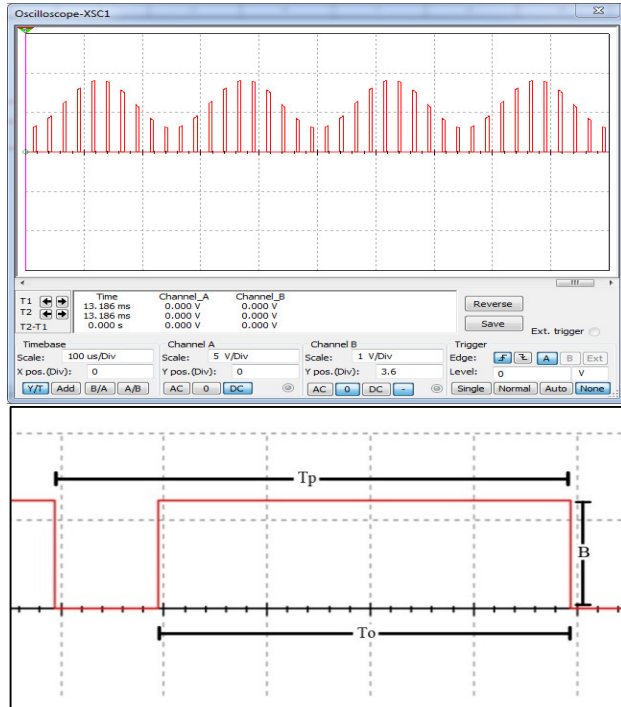 Oscilloscope-XSC1
Time Channel_A Channel_B
T1 13.186 ms 0.000 V 0.000 V
T2 13.186 ms 0.000 V 0.000 V
T2-T1 0.000 s 0.000 V 0.000 V
Reverse
Save
Ext. trigger
Timebase Channel A Channel B Trigger
Scale: 100 us/Div Scale: 5 V/Div Scale: 1 V/Div Edge: A B Ext
X pos.(Div): 0 Y pos.(Div): 0 Y pos.(Div): 3.6 Level: 0 V
Y/T Add B/A A/B AC 0 DC AC 0 DC - Single Normal Auto None
Tp
B
To